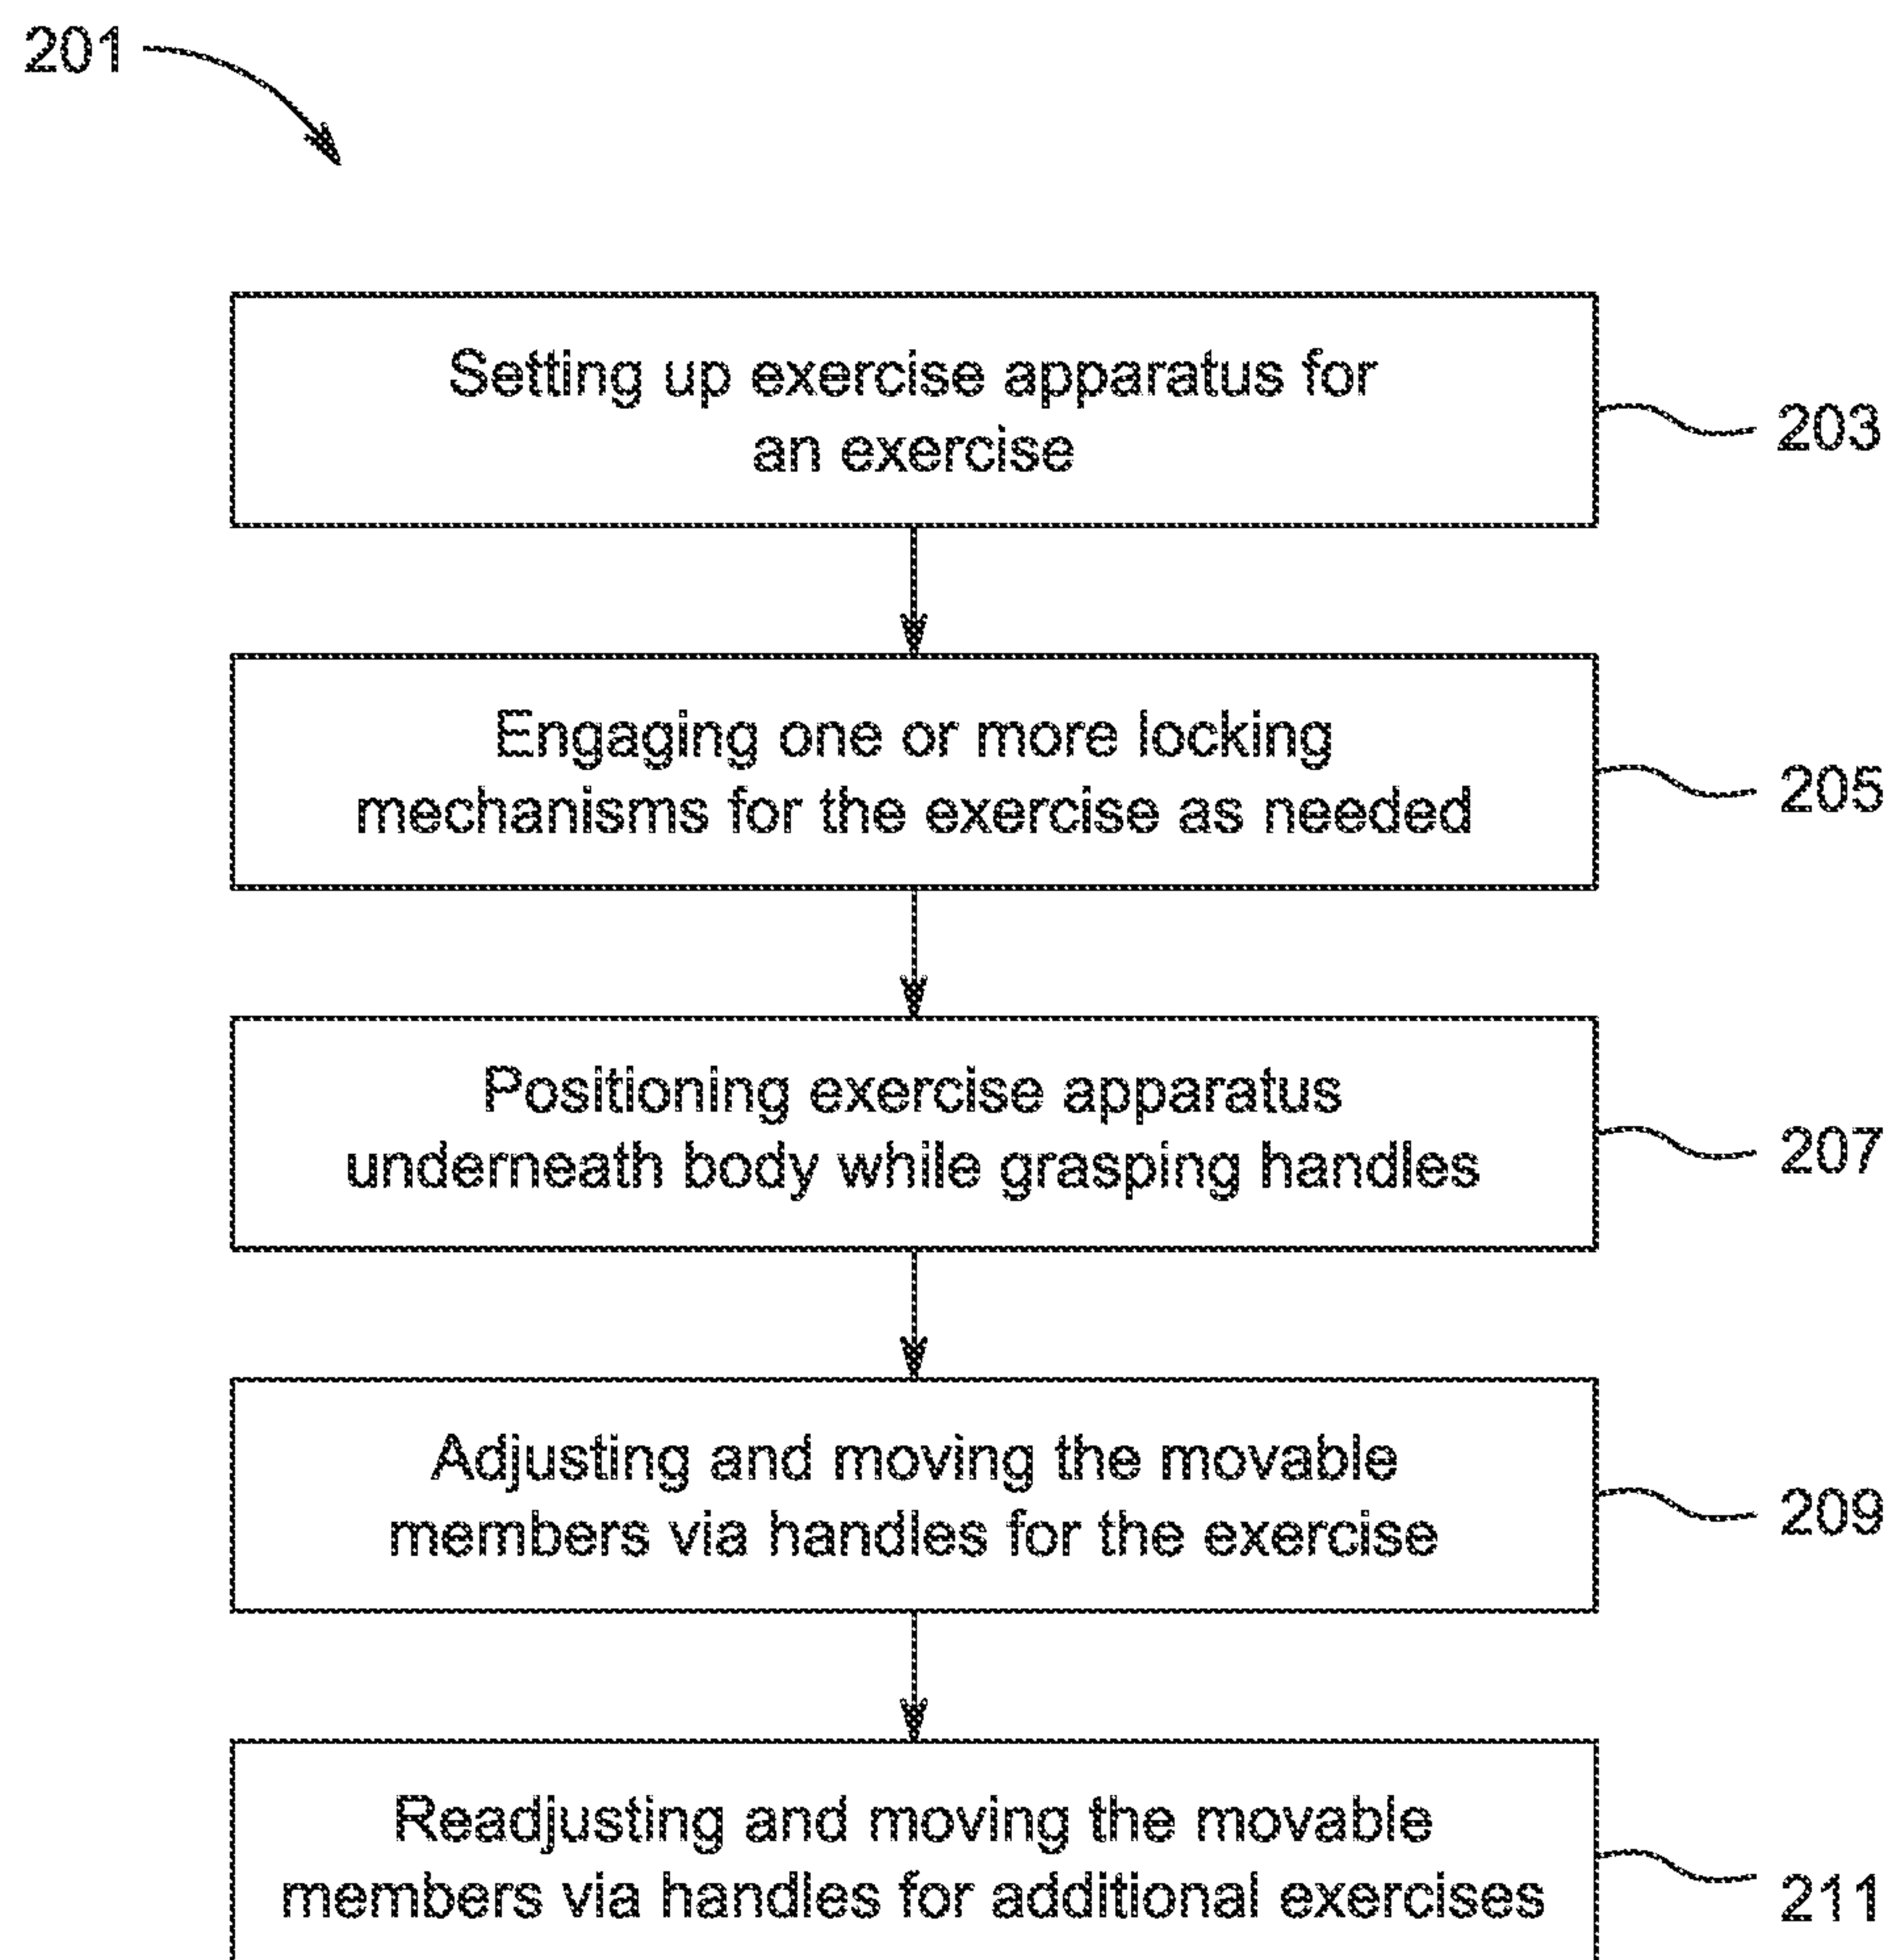 201
Setting up exercise apparatus for
an exercise
203
Engaging one or more locking
mechanisms for the exercise as needed
205
Positioning exercise apparatus
underneath body while grasping handles
207
Adjusting and moving the movable
members via handles for the exercise
209
Readjusting and moving the movable
members via handles for additional exercises
211